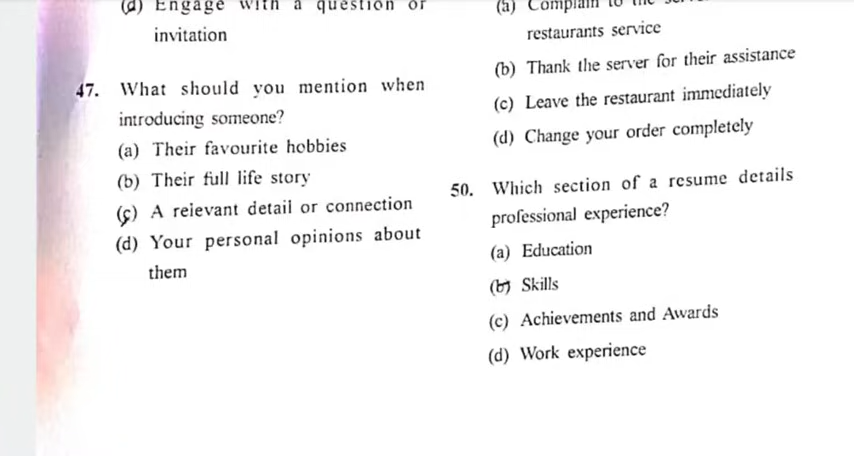 (d) Engage with a question or
invitation
47. What should you mention when
introducing someone?
(a) Their favourite hobbies
(b) Their full life story
(c) A relevant detail or connection
(d) Your personal opinions about
them
(a) Complain to the
restaurants service
(b) Thank the server for their assistance
(c) Leave the restaurant immediately
(d) Change your order completely
50. Which section of a resume details
professional experience?
(a) Education
(b) Skills
(c) Achievements and Awards
(d) Work experience